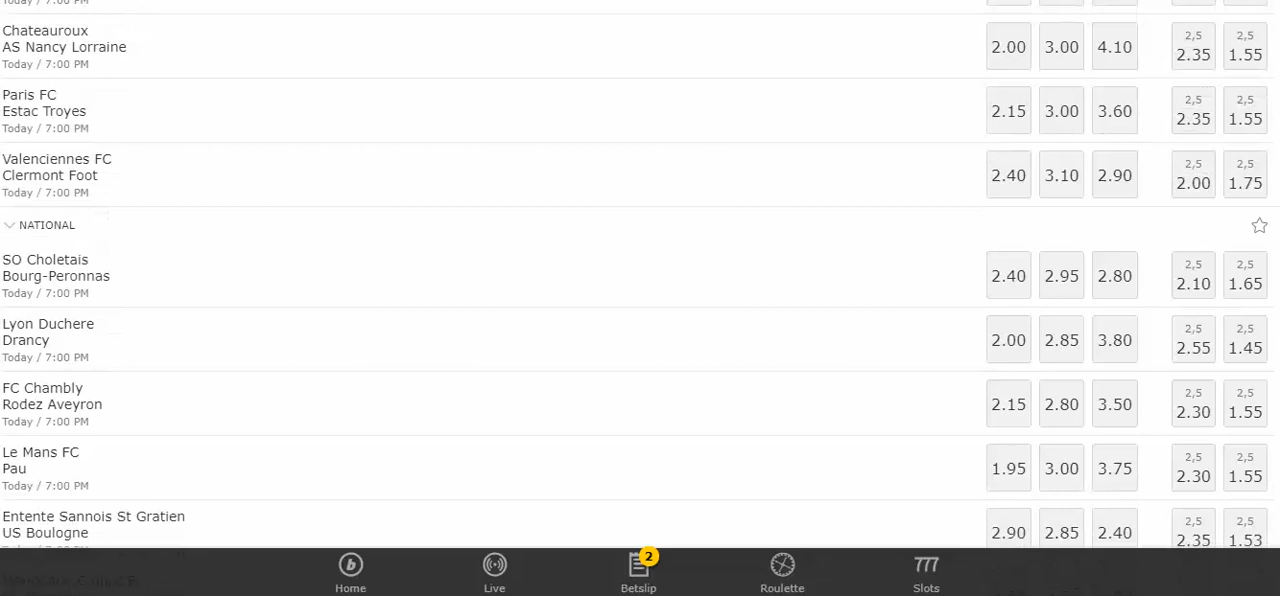 Chateauroux
AS Nancy Lorraine
Today / 7:00 PM
2.00 3.00 4.10 2,5 2.35 2,5 1.55
Paris FC
Estac Troyes
Today / 7:00 PM
2.15 3.00 3.60 2,5 2.35 2,5 1.55
Valenciennes FC
Clermont Foot
Today / 7:00 PM
2.40 3.10 2.90 2,5 2.00 2,5 1.75
NATIONAL
SO Choletais
Bourg-Peronnas
Today / 7:00 PM
2.40 2.95 2.80 2,5 2.10 2,5 1.65
Lyon Duchere
Drancy
Today / 7:00 PM
2.00 2.85 3.80 2,5 2.55 2,5 1.45
FC Chambly
Rodez Aveyron
Today / 7:00 PM
2.15 2.80 3.50 2,5 2.30 2,5 1.55
Le Mans FC
Pau
Today / 7:00 PM
1.95 3.00 3.75 2,5 2.30 2,5 1.55
Entente Sannois St Gratien
US Boulogne
2.90 2.85 2.40 2,5 2.35 2,5 1.53
2
Home Live Betslip Roulette Slots